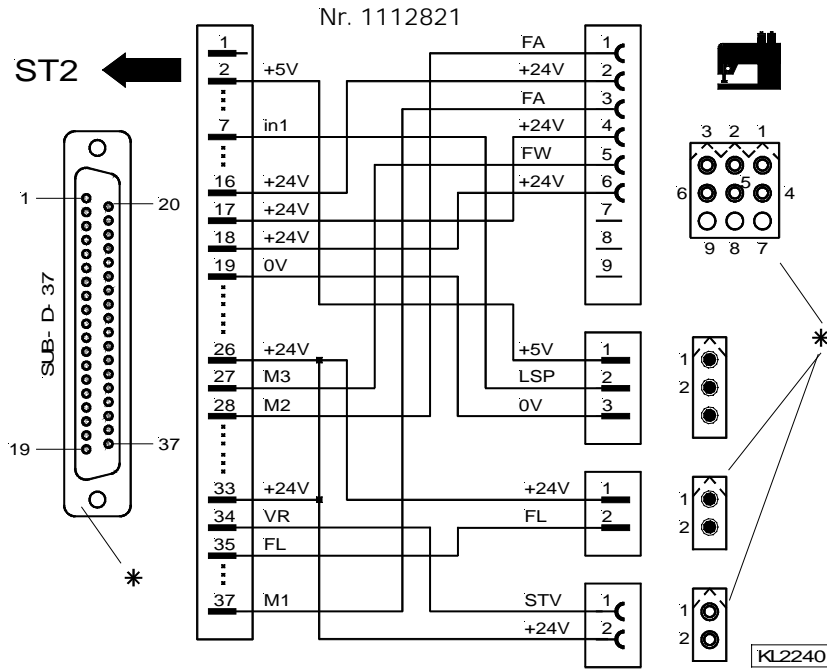 Nr. 1112821
ST2
1
2 +5V
7 in1
16 +24V
17 +24V
18 +24V
19 0V
26 +24V
27 M3
28 M2
33 +24V
34 VR
35 FL
37 M1
FA 1
+24V 2
FA 3
+24V 4
FW 5
+24V 6
7
8
9
+5V 1
LSP 2
0V 3
+24V 1
FL 2
STV 1
+24V 2
1
20
SUB-D-37
19
37
3 2 1
6 5 4
9 8 7
*
1
2
1
2
1
2
*
KL2240